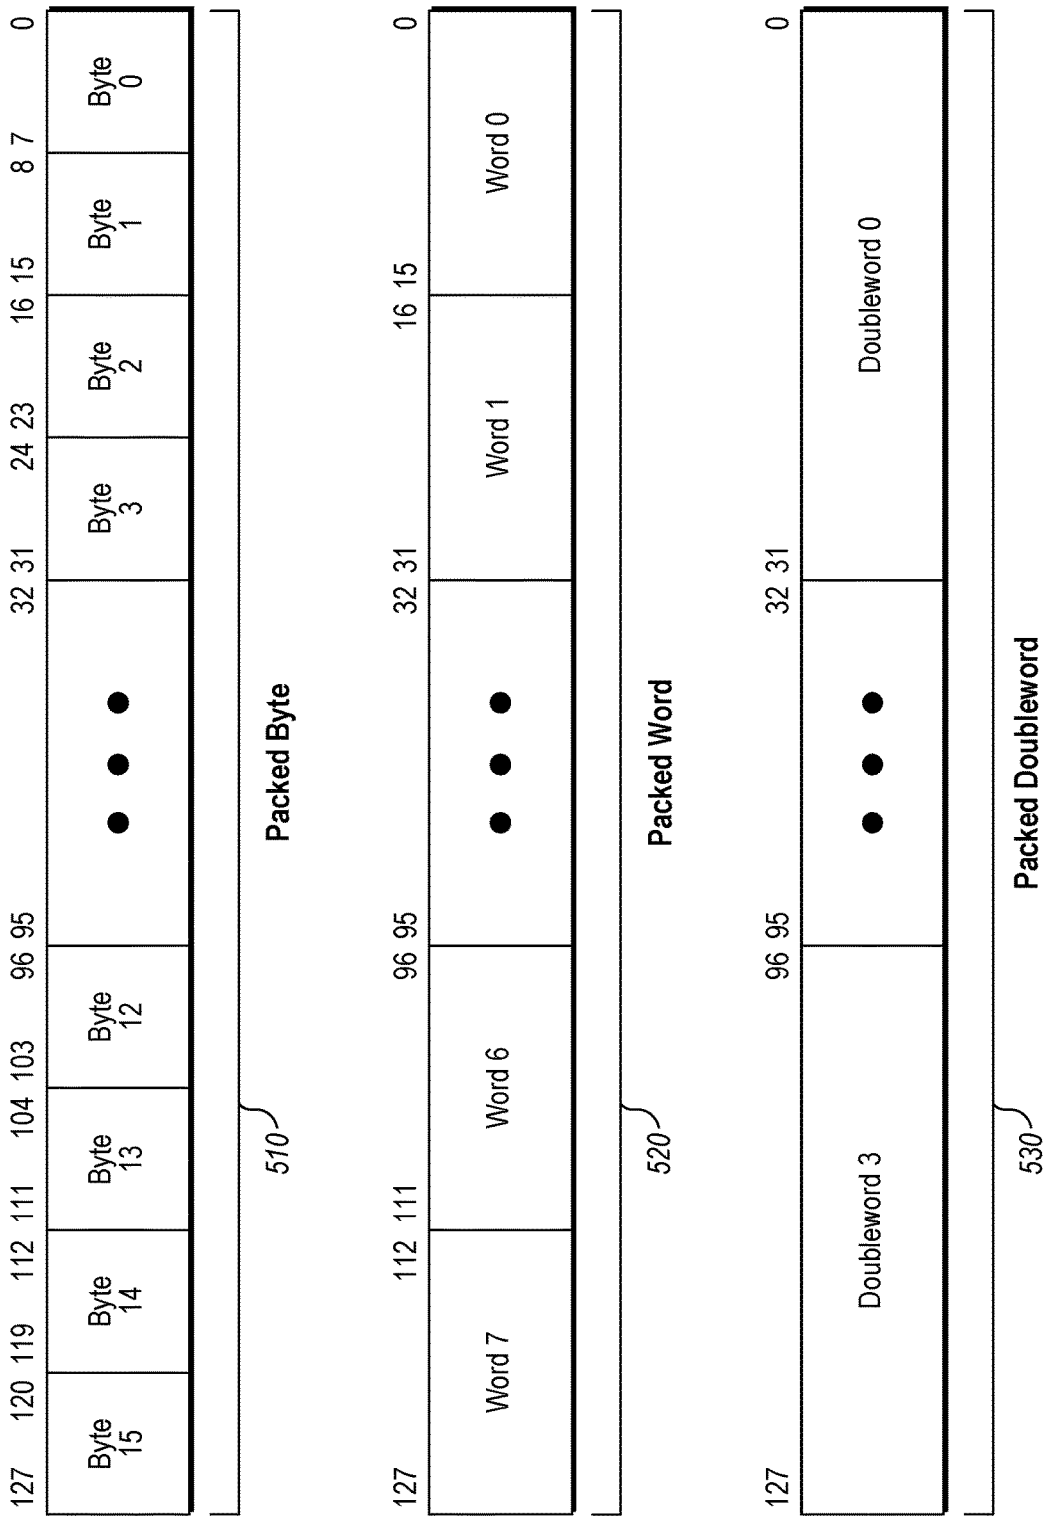 127 120 119 112 111 104 103 96 95 32 31 24 23 16 15 8 7 0
Byte 15
Byte 14
Byte 13
Byte 12
Byte 3
Byte 2
Byte 1
Byte 0
510
Packed Byte
127 112 111 96 95 32 31 16 15 0
Word 7
Word 6
Word 1
Word 0
520
Packed Word
127 96 95 32 31 0
Doubleword 3
Doubleword 0
530
Packed Doubleword